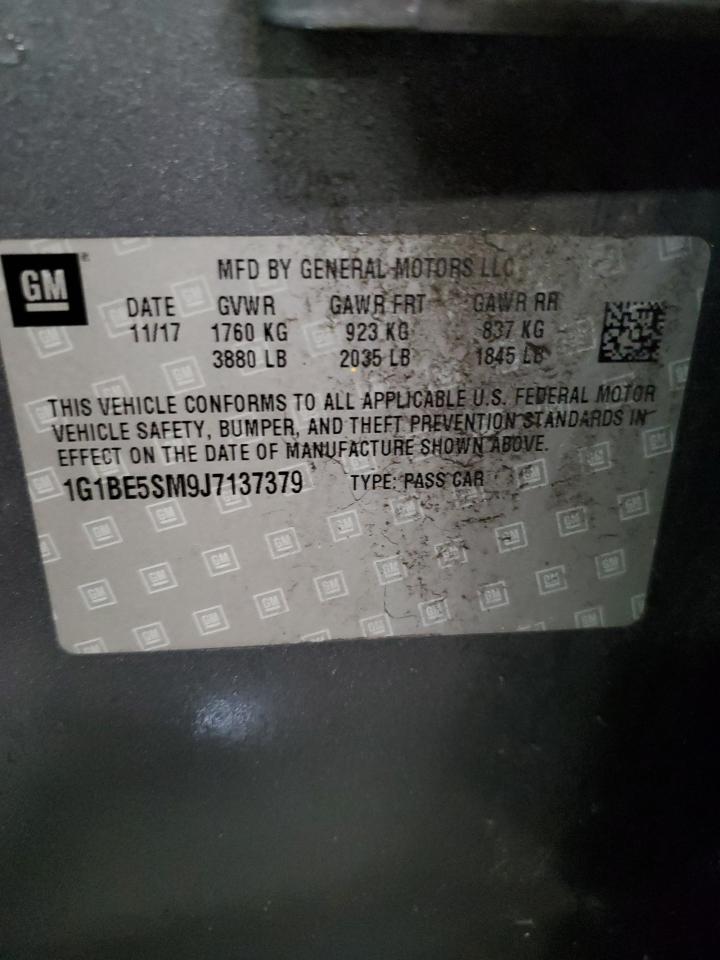 GM
MFD BY GENERAL MOTORS LLC
DATE GVWR GAWR FRT GAWR RR
11/17 1760 KG 923 KG 837 KG
3880 LB 2035 LB 1845 LB
THIS VEHICLE CONFORMS TO ALL APPLICABLE U.S. FEDERAL MOTOR
VEHICLE SAFETY, BUMPER, AND THEFT PREVENTION STANDARDS IN
EFFECT ON THE DATE OF MANUFACTURE SHOWN ABOVE.
1G1BE5SM9J7137379 TYPE: PASS CAR